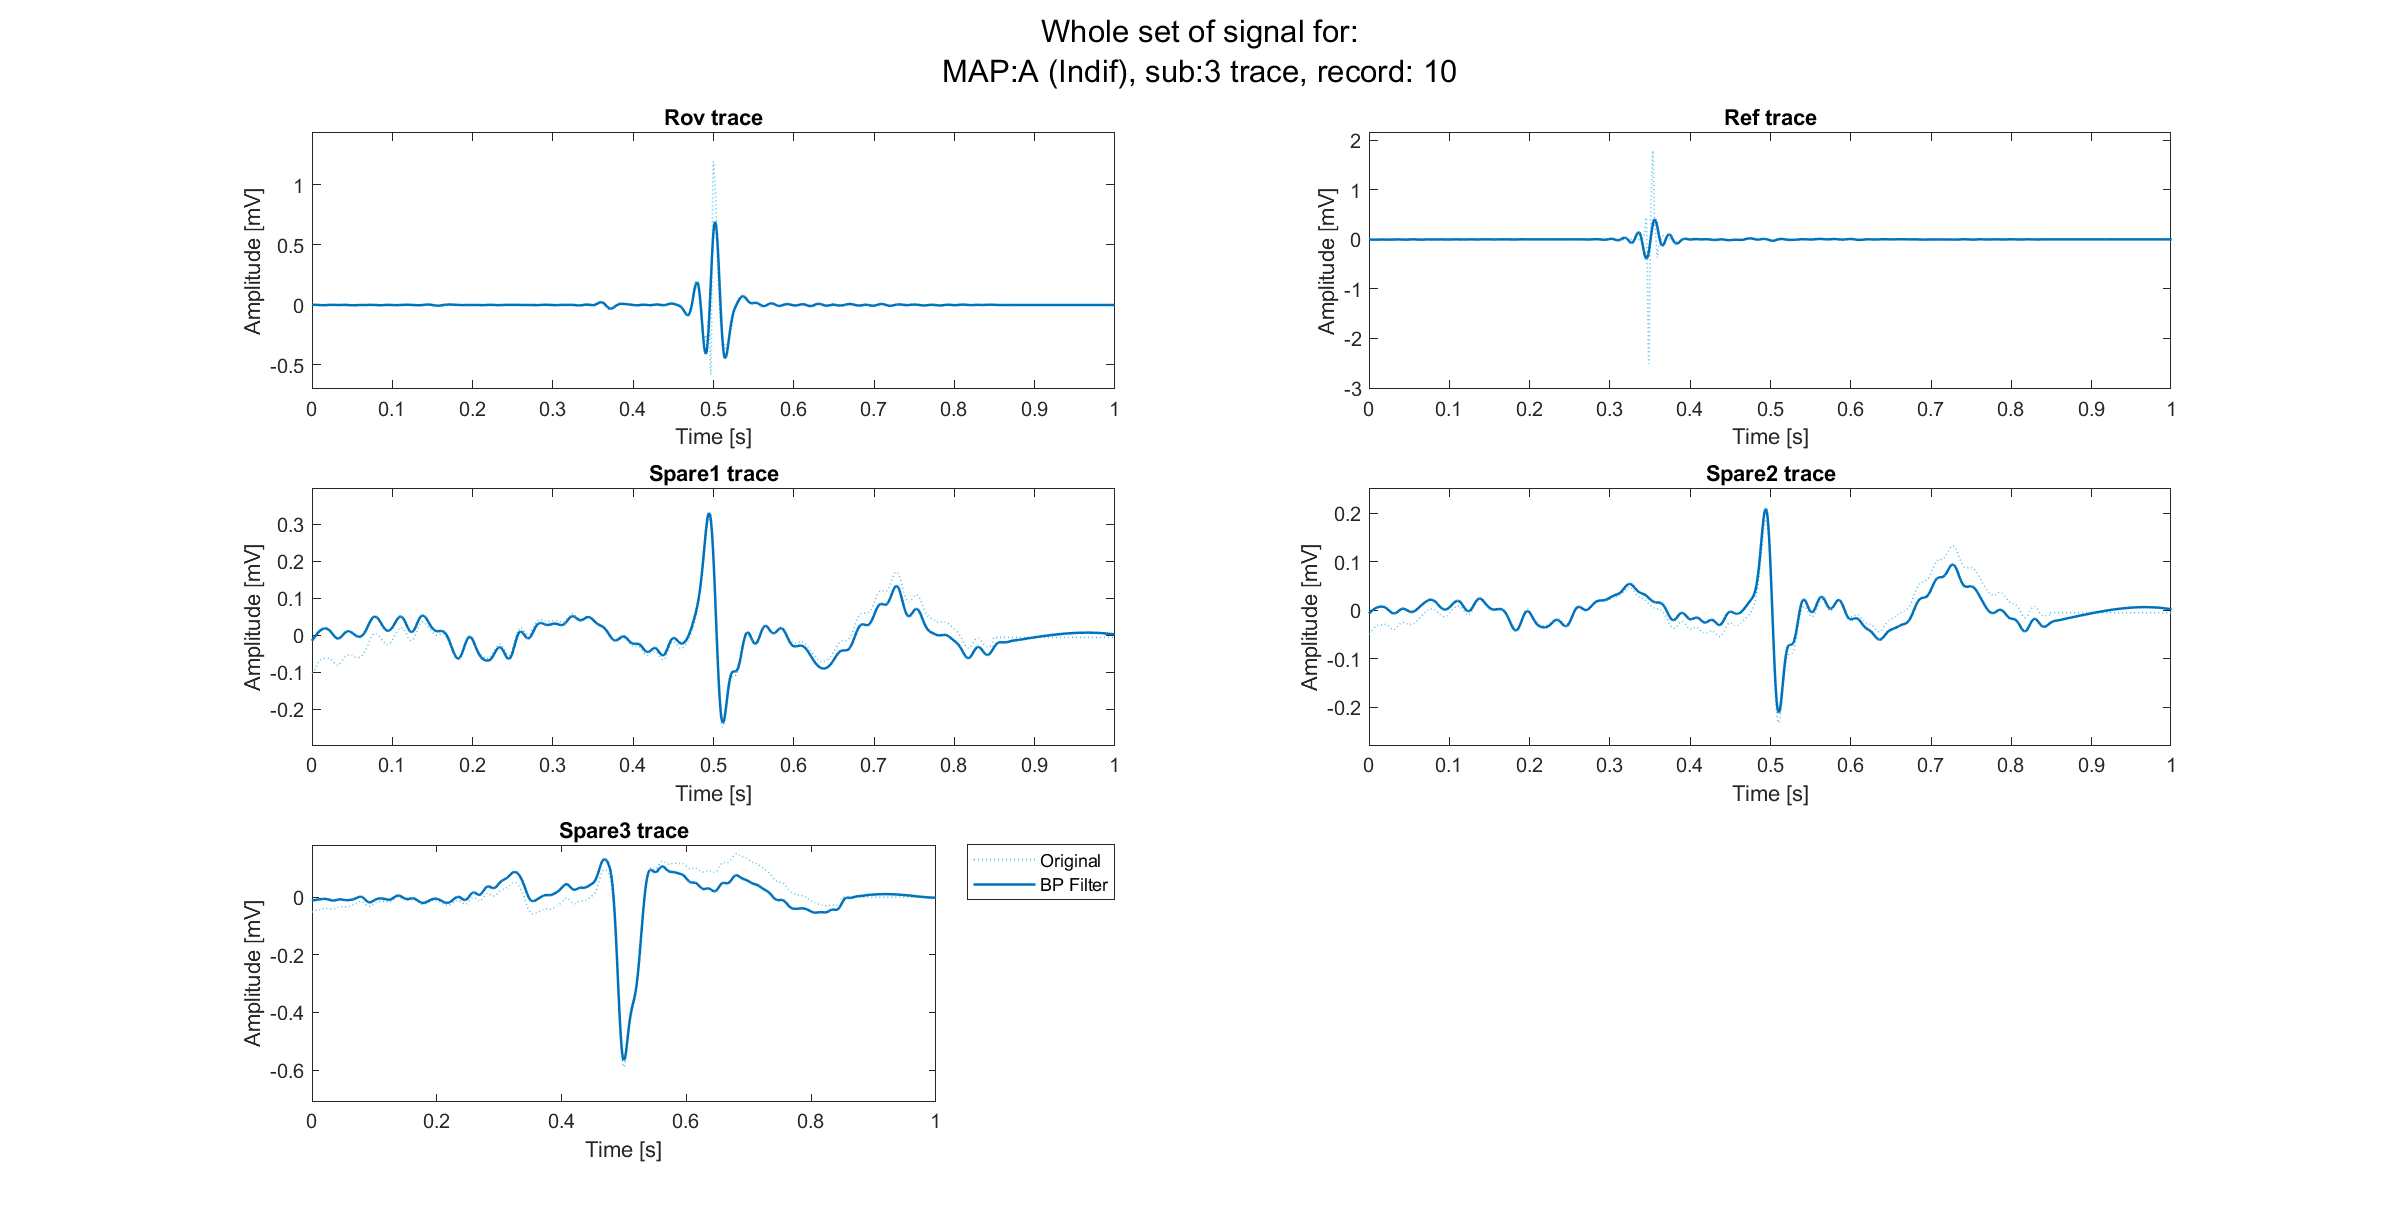 Whole set of signal for:
MAP:A (Indif), sub:3 trace, record: 10
Rov trace
Amplitude [mV]
1
0.5
0
-0.5
0 0.1 0.2 0.3 0.4 0.5 0.6 0.7 0.8 0.9 1
Time [s]
Ref trace
Amplitude [mV]
2
1
0
-1
-2
-3
0 0.1 0.2 0.3 0.4 0.5 0.6 0.7 0.8 0.9 1
Time [s]
Spare1 trace
Amplitude [mV]
0.3
0.2
0.1
0
-0.1
-0.2
0 0.1 0.2 0.3 0.4 0.5 0.6 0.7 0.8 0.9 1
Time [s]
Spare2 trace
Amplitude [mV]
0.2
0.1
0
-0.1
-0.2
0 0.1 0.2 0.3 0.4 0.5 0.6 0.7 0.8 0.9 1
Time [s]
Spare3 trace
Amplitude [mV]
0
-0.2
-0.4
-0.6
0 0.2 0.4 0.6 0.8 1
Time [s]
Original
BP Filter